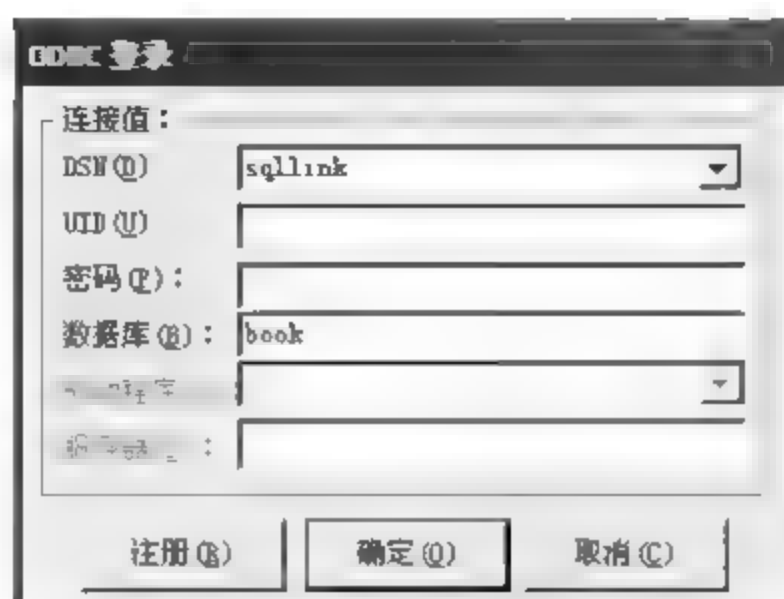 ODBC 登录
连接值：
DSN(D) sqllink
UID(U)
密码(P)：
数据库(B)： book
注册(R) 确定(O) 取消(C)